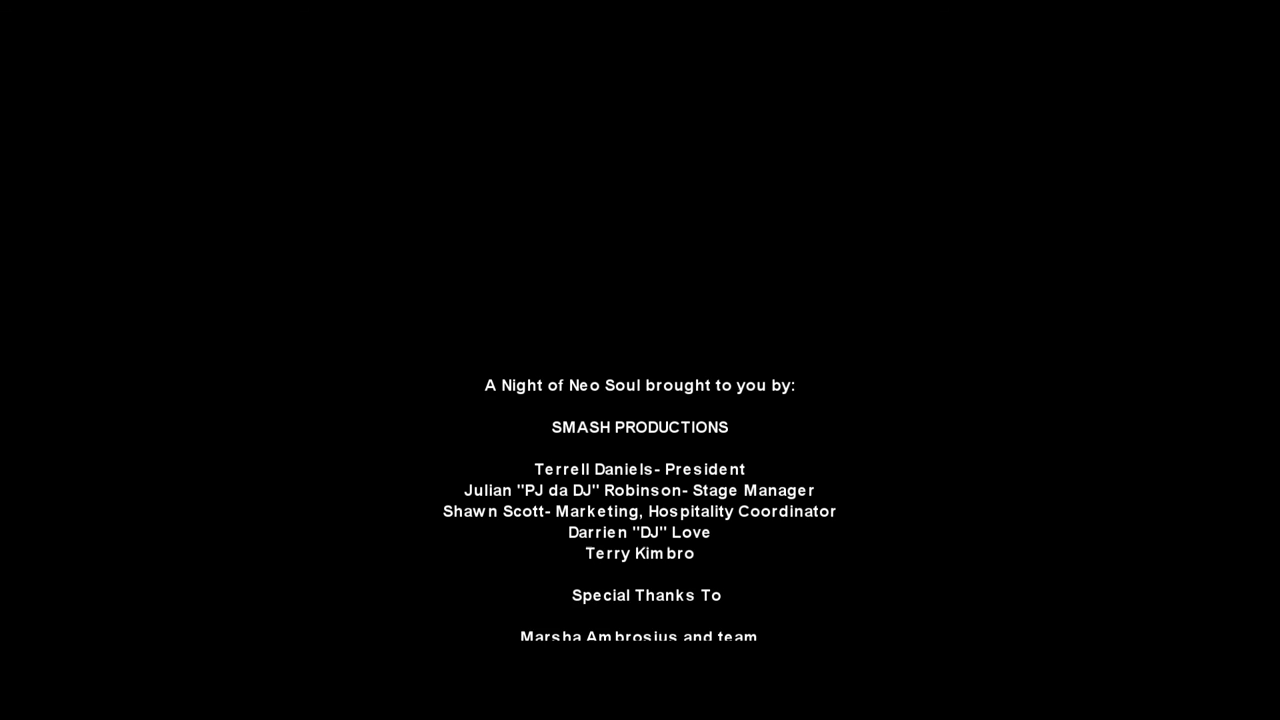 A Night of Neo Soul brought to you by:
SMASH PRODUCTIONS
Terrell Daniels- President
Julian "PJ da DJ" Robinson- Stage Manager
Shawn Scott- Marketing, Hospitality Coordinator
Darrien "DJ" Love
Terry Kimbro
Special Thanks To
Marsha Ambrosius and team